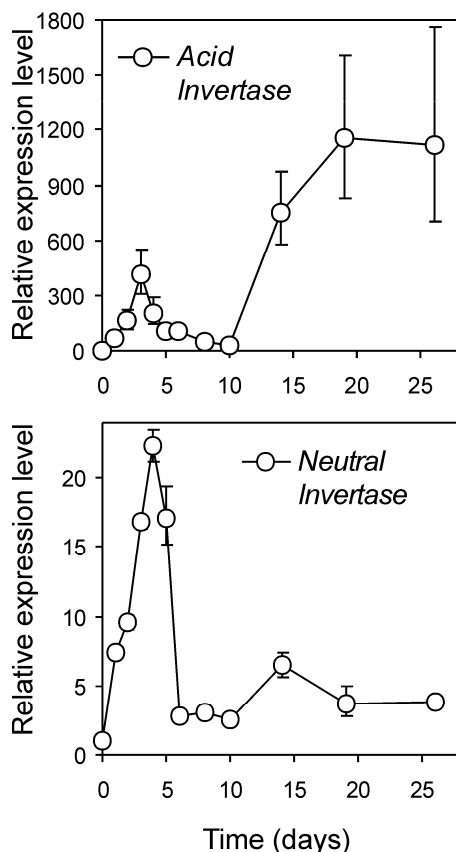 1800
Acid
Invertase
1500
1200
900
600
300
0
Relative expression level
0 5 10 15 20 25
Neutral
Invertase
20
15
10
5
0
Relative expression level
0 5 10 15 20 25
Time (days)